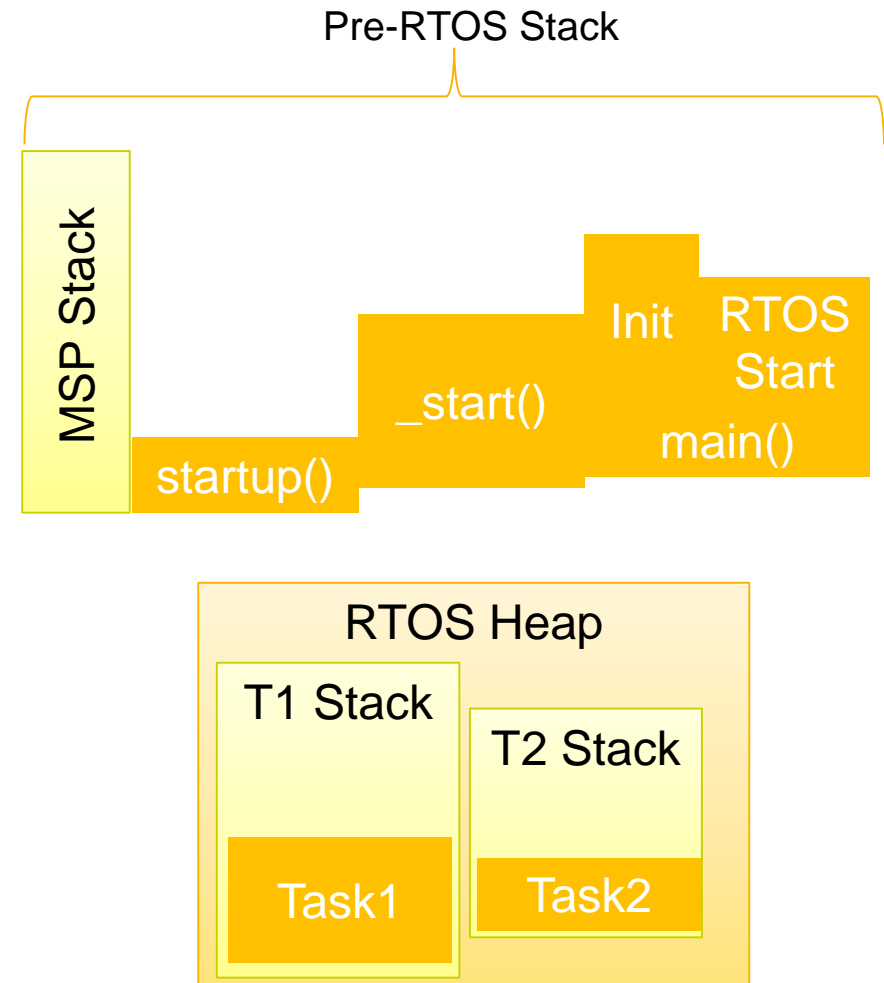 Pre-RTOS Stack
MSP Stack
startup()
_start()
Init
RTOS
Start
main()
RTOS Heap
T1 Stack
T2 Stack
Task1
Task2